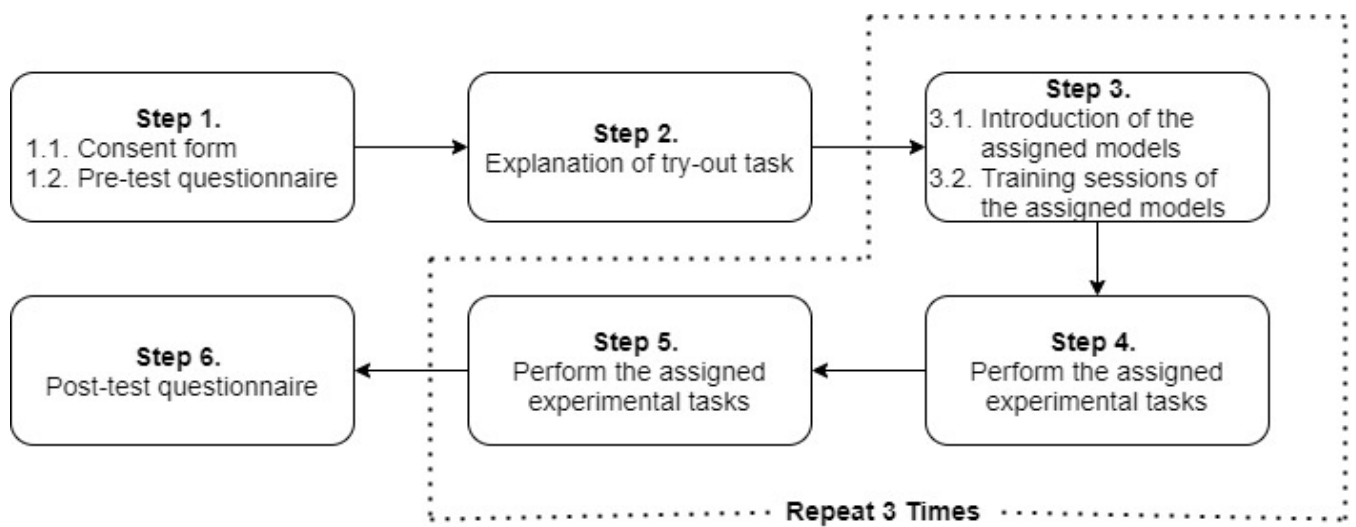 Step 1.
1.1. Consent form
1.2. Pre-test questionnaire
Step 2.
Explanation of try-out task
Step 3.
3.1. Introduction of the
assigned models
3.2. Training sessions of
the assigned models
Step 4.
Perform the assigned
experimental tasks
Step 5.
Perform the assigned
experimental tasks
Step 6.
Post-test questionnaire
Repeat 3 Times